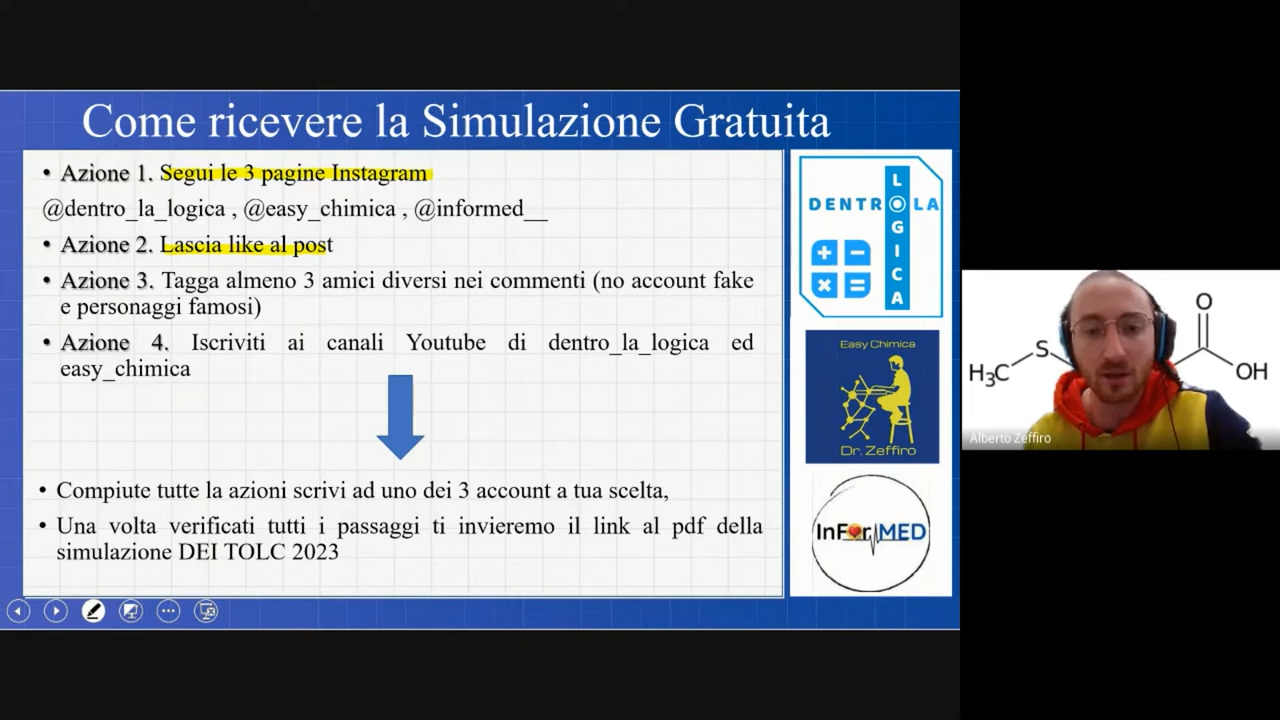 Come ricevere la Simulazione Gratuita
• Azione 1. Segui le 3 pagine Instagram
@dentro_la_logica , @easy_chimica , @informed__
• Azione 2. Lascia like al post
• Azione 3. Tagga almeno 3 amici diversi nei commenti (no account fake
e personaggi famosi)
• Azione 4. Iscriviti ai canali Youtube di dentro_la_logica ed
easy_chimica
• Compiute tutte la azioni scrivi ad uno dei 3 account a tua scelta,
• Una volta verificati tutti i passaggi ti invieremo il link al pdf della
simulazione DEI TOLC 2023
DENTRO LA
LOGICA
Easy Chimica
Dr. Zeffiro
InForMED
O
S
H3C
OH
Alberto Zeffiro